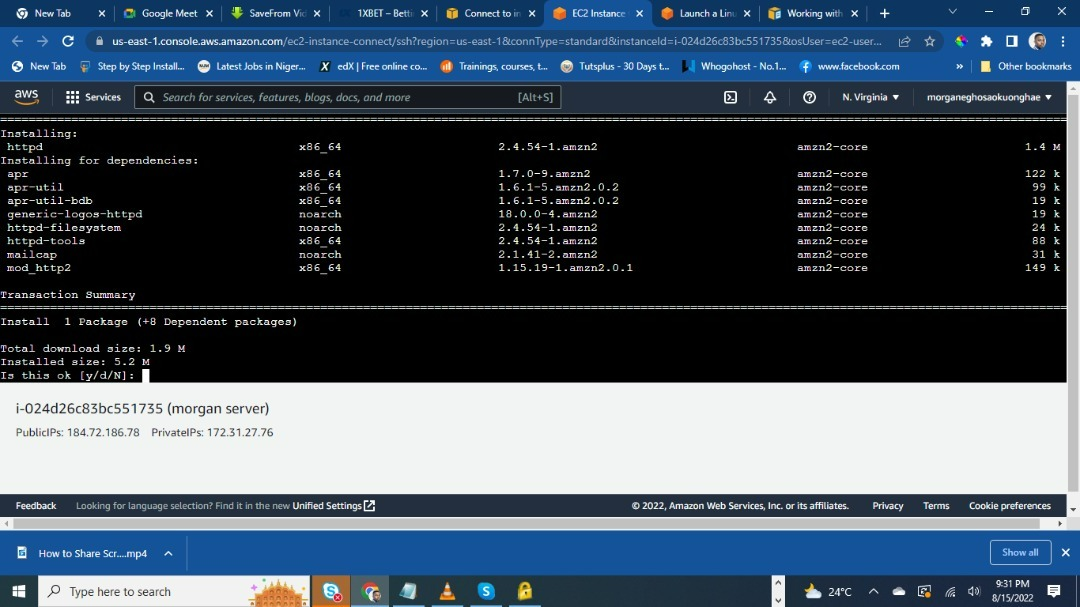 New Tab
Google Meet
SaveFrom Vi
1XBET – Betti
Connect to in
EC2 Instance
Launch a Linu
Working with
us-east-1.console.aws.amazon.com/ec2-instance-connect/ssh?region=us-east-1&connType=standard&instanceId=i-024d26c83bc551735&osUser=ec2-user...
New Tab
Step by Step Install...
Latest Jobs in Niger...
edX | Free online co...
Trainings, courses, t...
Tutsplus - 30 Days t...
Whogohost - No.1...
www.facebook.com
»
Other bookmarks
aws
Services
Search for services, features, blogs, docs, and more
[Alt+S]
N. Virginia
morganeghosaokuonghae
Installing:
httpd x86_64 2.4.54-1.amzn2 amzn2-core 1.4 M
Installing for dependencies:
apr x86_64 1.7.0-9.amzn2 amzn2-core 122 k
apr-util x86_64 1.6.1-5.amzn2.0.2 amzn2-core 99 k
apr-util-bdb x86_64 1.6.1-5.amzn2.0.2 amzn2-core 19 k
generic-logos-httpd noarch 18.0.0-4.amzn2 amzn2-core 19 k
httpd-filesystem noarch 2.4.54-1.amzn2 amzn2-core 24 k
httpd-tools x86_64 2.4.54-1.amzn2 amzn2-core 88 k
mailcap noarch 2.1.41-2.amzn2 amzn2-core 31 k
mod_http2 x86_64 1.15.19-1.amzn2.0.1 amzn2-core 149 k
Transaction Summary
Install 1 Package (+8 Dependent packages)
Total download size: 1.9 M
Installed size: 5.2 M
Is this ok [y/d/N]:
i-024d26c83bc551735 (morgan server)
PublicIPs: 184.72.186.78 PrivateIPs: 172.31.27.76
Feedback
Looking for language selection? Find it in the new Unified Settings
© 2022, Amazon Web Services, Inc. or its affiliates.
Privacy
Terms
Cookie preferences
How to Share Scr....mp4
Show all
Type here to search
24°C
9:31 PM
8/15/2022